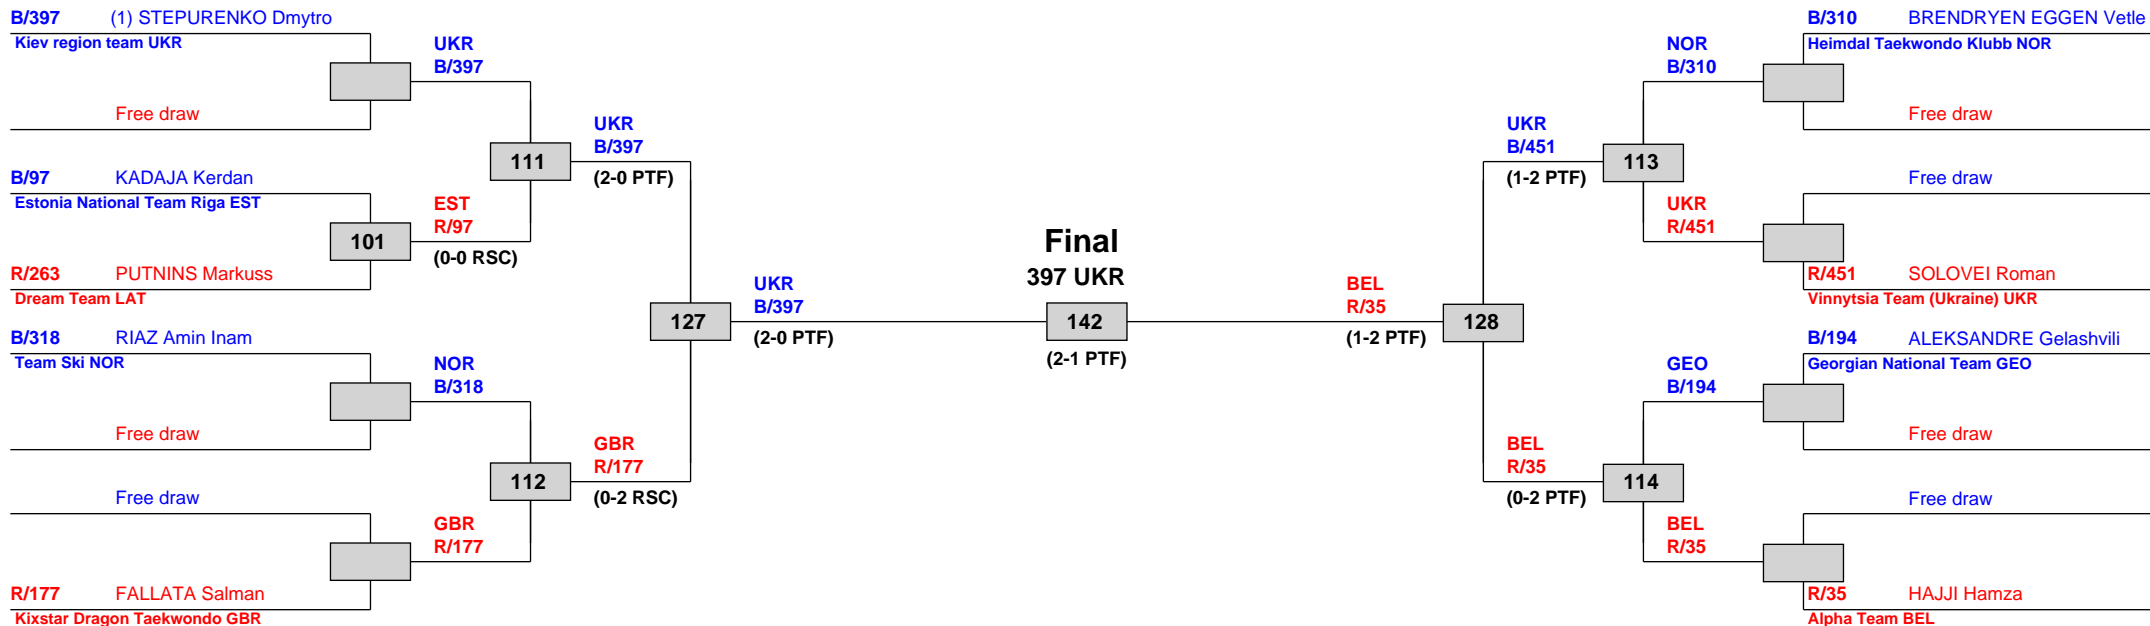 B/397 (1) STEPURENKO Dmytro
Kiev region team UKR
Free draw
B/97 KADAJA Kerdan
Estonia National Team Riga EST
R/263 PUTNINS Markuss
Dream Team LAT
B/318 RIAZ Amin Inam
Team Ski NOR
Free draw
Free draw
R/177 FALLATA Salman
Kixstar Dragon Taekwondo GBR
101
UKR
B/397
EST
R/97
(0-0 RSC)
NOR
B/318
GBR
R/177
111
112
UKR
B/397
(2-0 PTF)
GBR
R/177
(0-2 RSC)
127
UKR
B/397
(2-0 PTF)
Final
397 UKR
142
(2-1 PTF)
BEL
R/35
(1-2 PTF)
128
UKR
B/451
(1-2 PTF)
BEL
R/35
(0-2 PTF)
113
114
NOR
B/310
UKR
R/451
GEO
B/194
BEL
R/35
B/310 BRENDRYEN EGGEN Vetle
Heimdal Taekwondo Klubb NOR
Free draw
Free draw
R/451 SOLOVEI Roman
Vinnytsia Team (Ukraine) UKR
B/194 ALEKSANDRE Gelashvili
Georgian National Team GEO
Free draw
Free draw
R/35 HAJJI Hamza
Alpha Team BEL